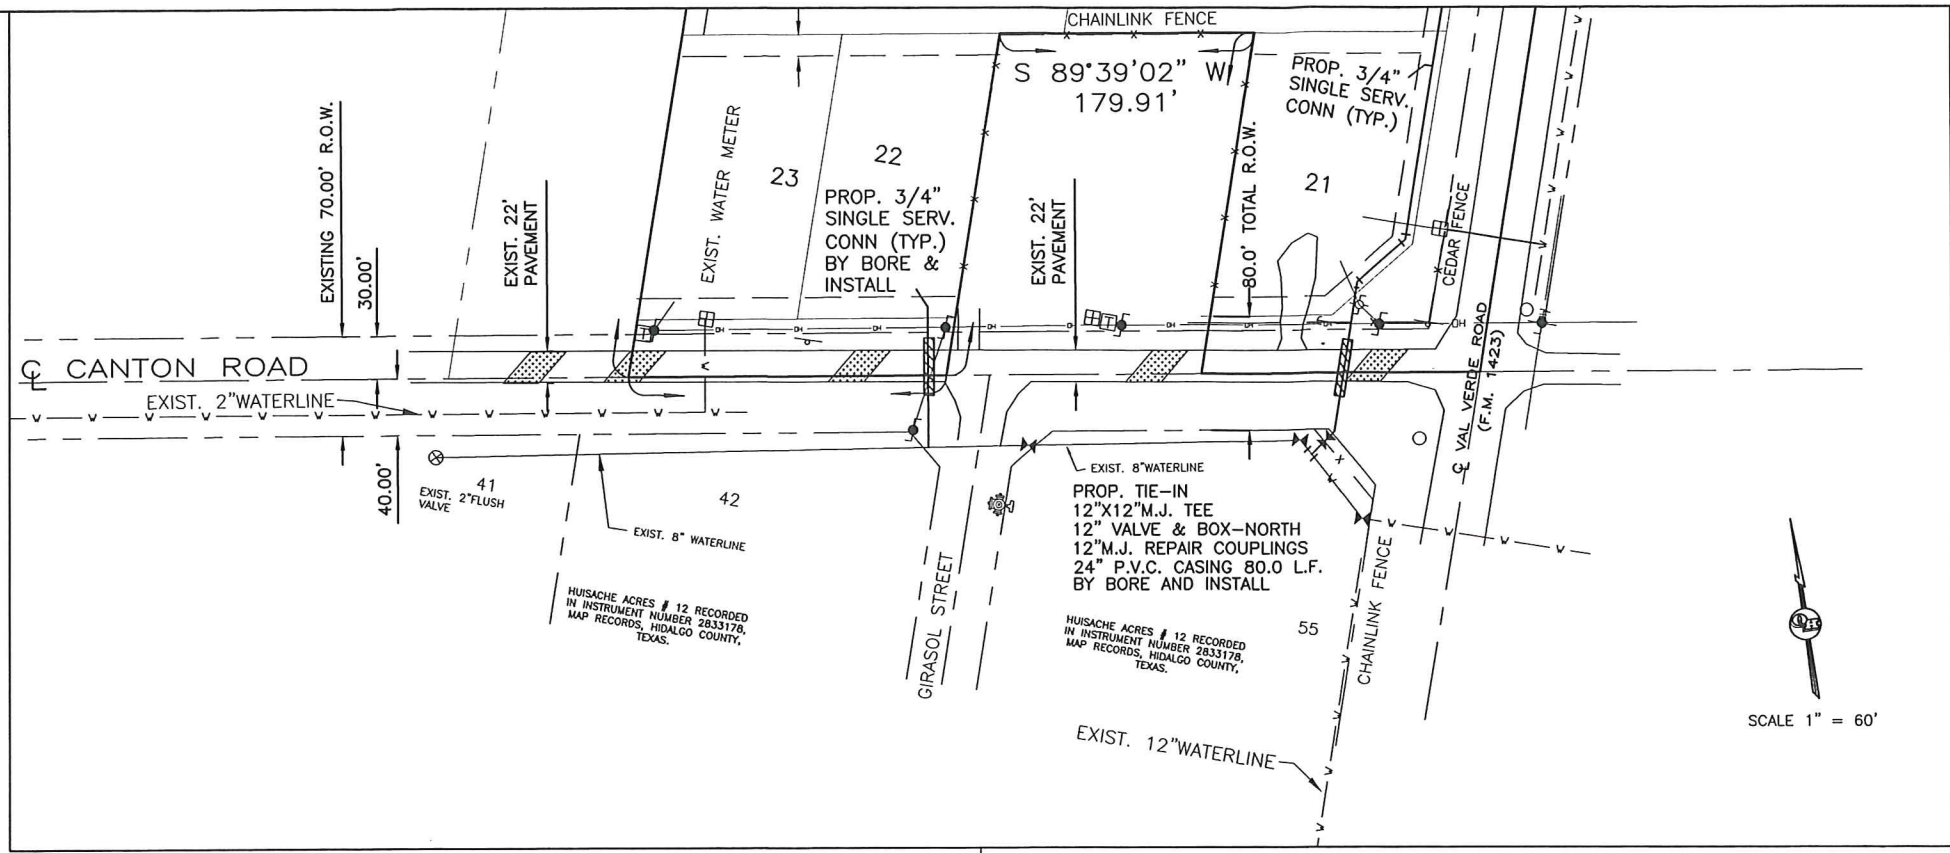 CHAINLINK FENCE
S 89°39'02" W
179.91'
PROP. 3/4"
SINGLE SERV.
CONN (TYP.)
EXISTING 70.00' R.O.W.
30.00'
EXIST. 22'
PAVEMENT
EXIST. WATER METER
23
22
PROP. 3/4"
SINGLE SERV.
CONN (TYP.)
BY BORE &
INSTALL
EXIST. 22'
PAVEMENT
80.0' TOTAL R.O.W.
21
CEDAR FENCE
℄ CANTON ROAD
EXIST. 2"WATERLINE
40.00'
℄ VAL VERDE ROAD
(F.M. 1423)
41
EXIST. 2"FLUSH
VALVE
42
EXIST. 8" WATERLINE
EXIST. 8"WATERLINE
PROP. TIE-IN
12"X12"M.J. TEE
12" VALVE & BOX-NORTH
12"M.J. REPAIR COUPLINGS
24" P.V.C. CASING 80.0 L.F.
BY BORE AND INSTALL
HUISACHE ACRES # 12 RECORDED
IN INSTRUMENT NUMBER 2833178,
MAP RECORDS, HIDALGO COUNTY,
TEXAS.
GIRASOL STREET
HUISACHE ACRES # 12 RECORDED
IN INSTRUMENT NUMBER 2833178,
MAP RECORDS, HIDALGO COUNTY,
TEXAS.
55
CHAINLINK FENCE
EXIST. 12"WATERLINE
SCALE 1" = 60'